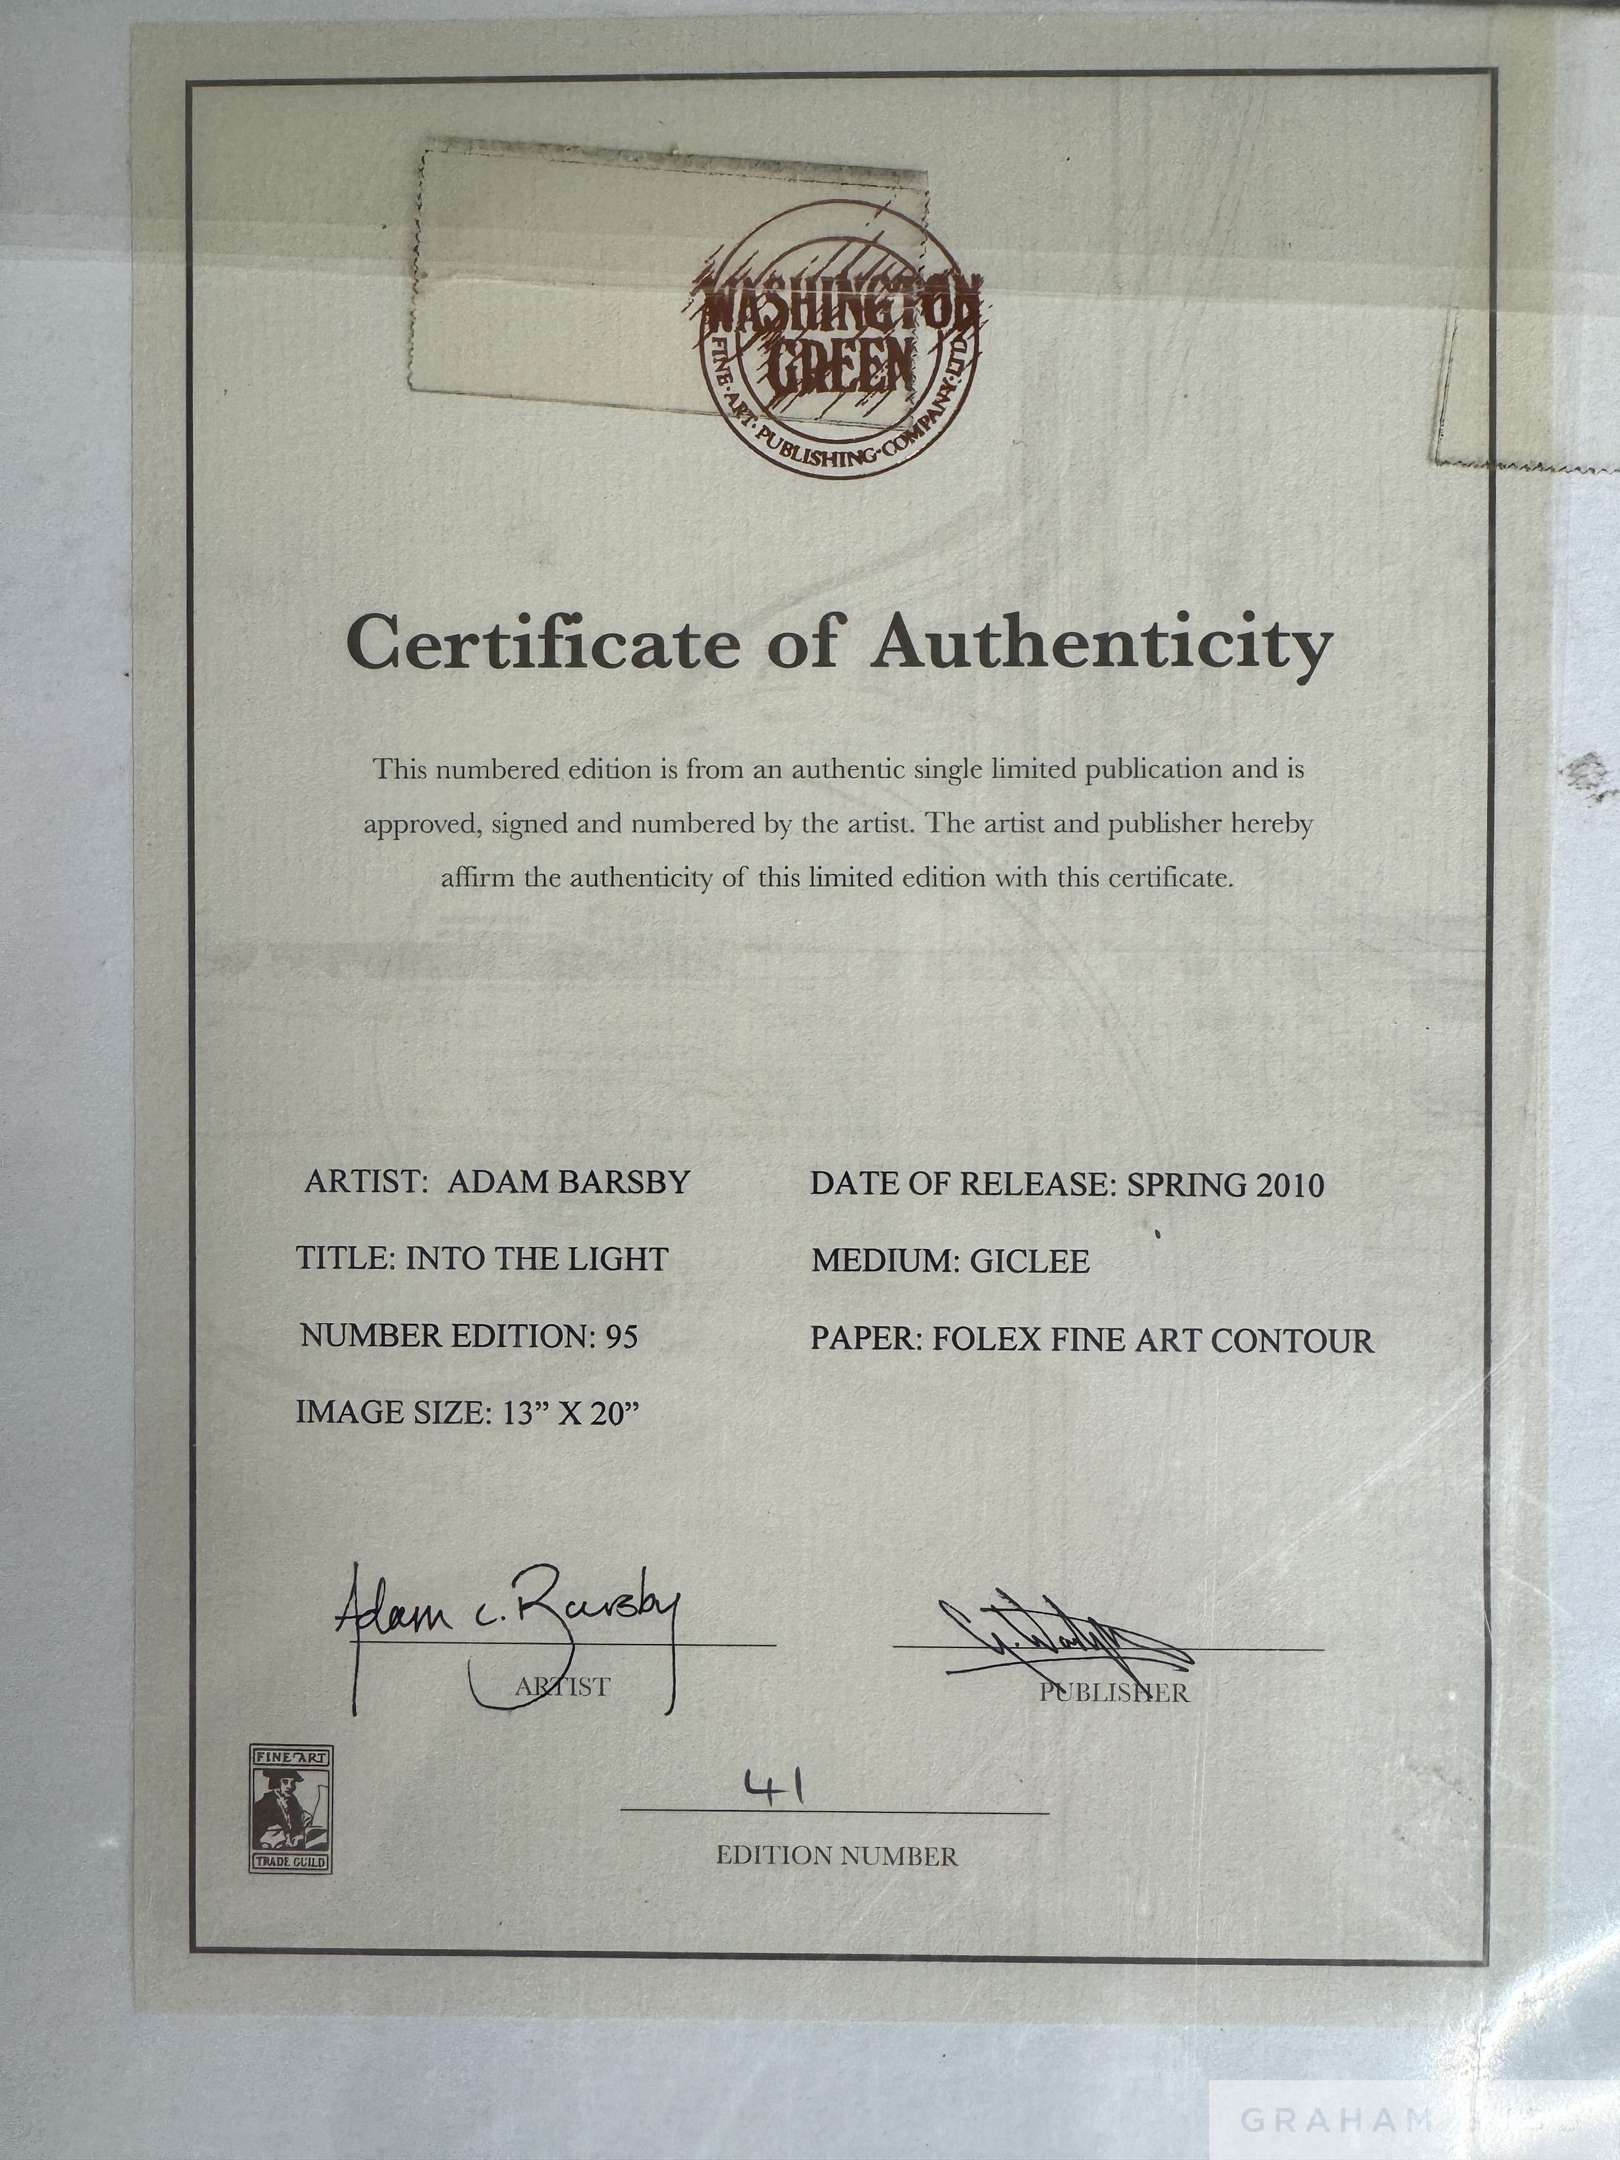 WASHINGTON
GREEN
FINE·ART·PUBLISHING·COMPANY·LTD
Certificate of Authenticity
This numbered edition is from an authentic single limited publication and is
approved, signed and numbered by the artist. The artist and publisher hereby
affirm the authenticity of this limited edition with this certificate.
ARTIST: ADAM BARSBY
DATE OF RELEASE: SPRING 2010
TITLE: INTO THE LIGHT
MEDIUM: GICLEE
NUMBER EDITION: 95
PAPER: FOLEX FINE ART CONTOUR
IMAGE SIZE: 13” X 20”
Adam C. Barsby
ARTIST
PUBLISHER
FINE ART
TRADE GUILD
41
EDITION NUMBER
GRAHAM